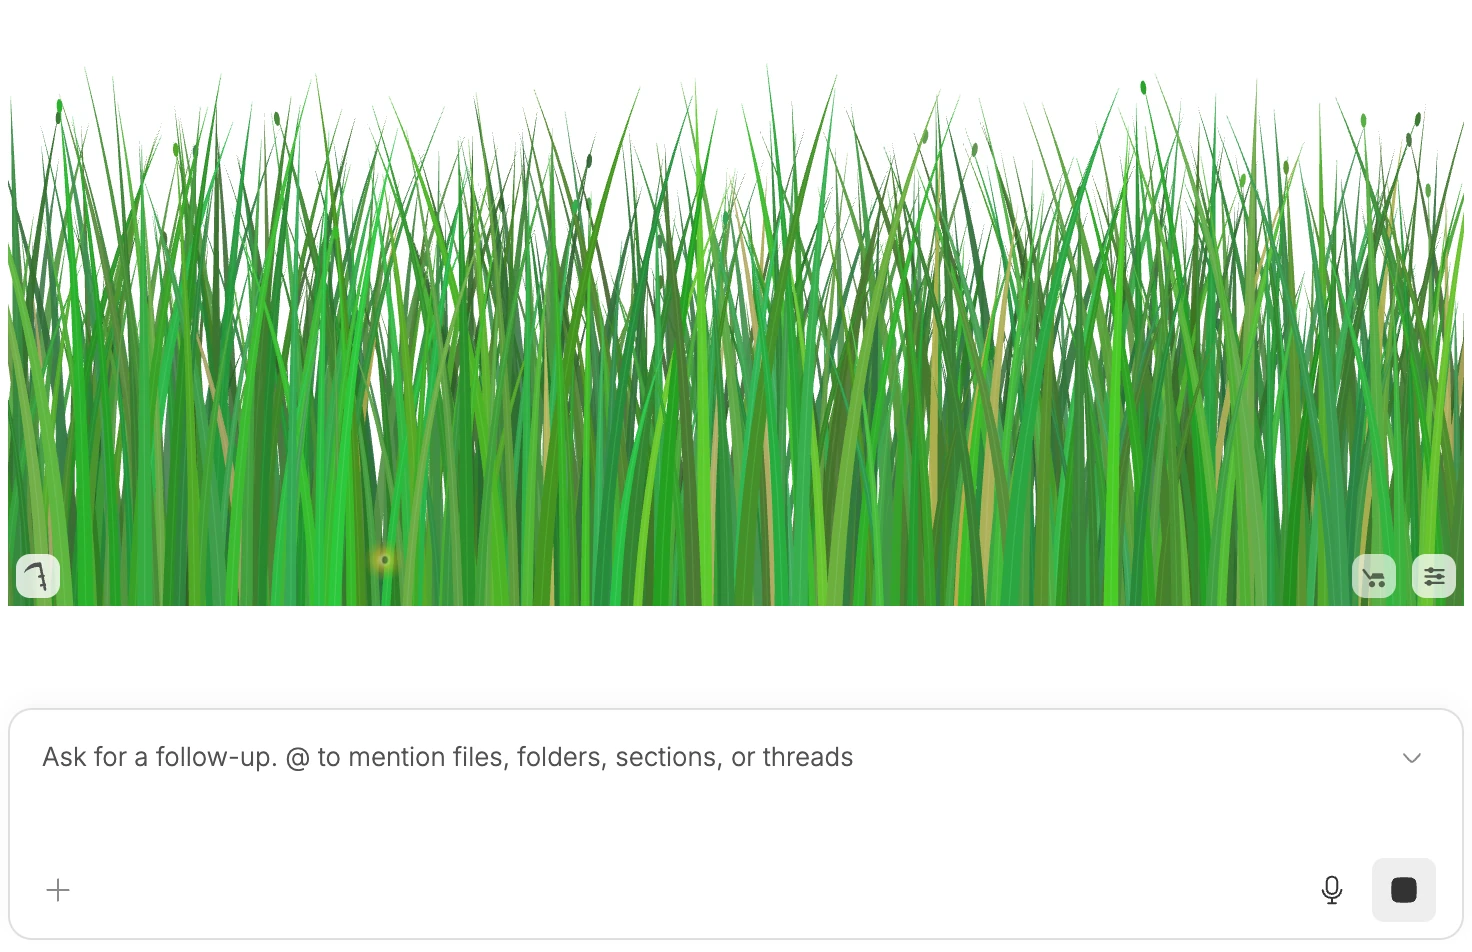 Ask for a follow-up. @ to mention files, folders, sections, or threads